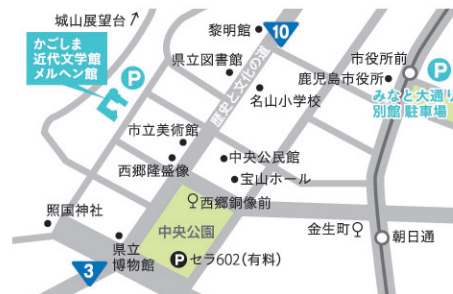 城山展望台
かごしま
近代文学館
メルヘン館
P
黎明館
10
県立図書館
歴史と文化の道
名山小学校
市役所前
鹿児島市役所
P
みなと大通り
別館 駐車場
市立美術館
西郷隆盛像
中央公民館
宝山ホール
西郷銅像前
照国神社
中央公園
県立
博物館
3
P セラ602(有料)
金生町
朝日通